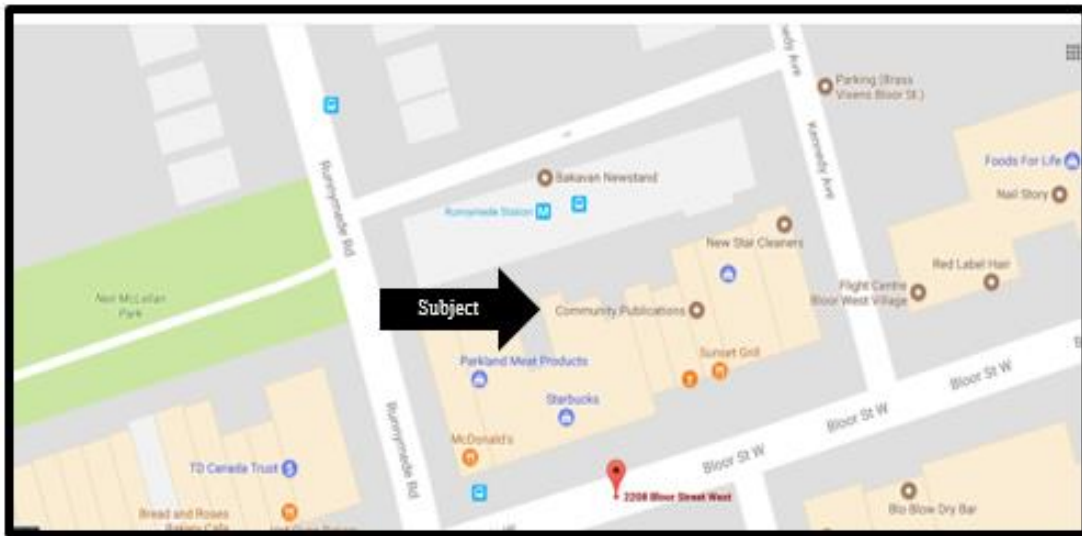 nedy Ave
Parking (Brass
Vixens Bloor St.)
Kennedy Ave
Foods For Life
Nail Story
Runnymede Rd
Bakavan Newstand
Runnymede Station
M
New Star Cleaners
Red Label Hair
Flight Centre
Bloor West Village
Neil McLellan
Park
Subject
Community Publications
Parkland Meat Products
Sunset Grill
Starbucks
Bloor St W
Bloor St W
Bloor St W
Runnymede Rd
McDonald's
TD Canada Trust
2208 Bloor Street West
Bread and Roses
Bakery Cafe
Blo Blow Dry Bar